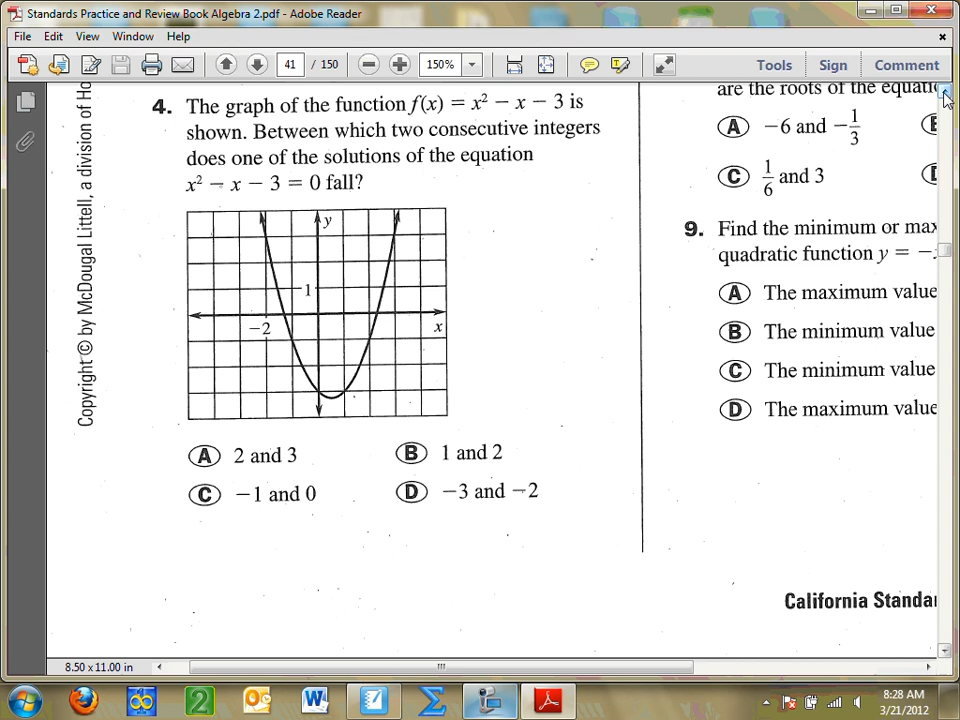 Standards Practice and Review Book Algebra 2.pdf - Adobe Reader
File Edit View Window Help
41 / 150
150%
Tools Sign Comment
Copyright © by McDougal Littell, a division of Ho
4. The graph of the function f(x) = x² − x − 3 is
shown. Between which two consecutive integers
does one of the solutions of the equation
x² − x − 3 = 0 fall?
y
1
−2
x
A 2 and 3
B 1 and 2
C −1 and 0
D −3 and −2
are the roots of the equati
A −6 and −1/3
C 1/6 and 3
9. Find the minimum or max
quadratic function y = −
A The maximum value
B The minimum value
C The minimum value
D The maximum value
California Standa
8.50 x 11.00 in
8:28 AM
3/21/2012